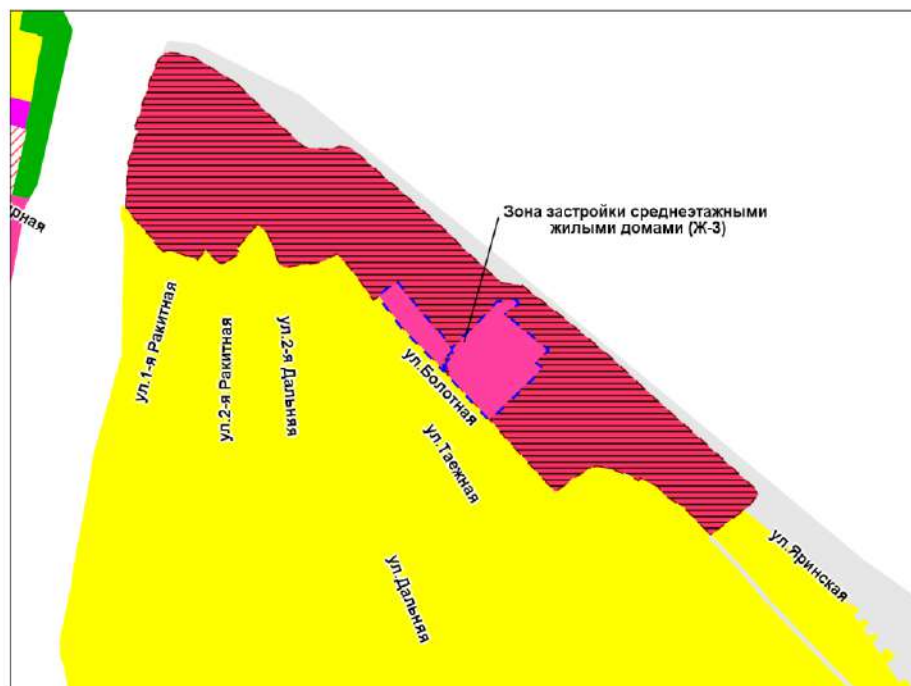 Зона застройки среднеэтажными
жилыми домами (Ж-3)
ул.1-я Ракитная
ул.2-я Ракитная
ул.2-я Дальняя
ул.Болотная
ул.Таежная
ул.Дальняя
ул.Яринская